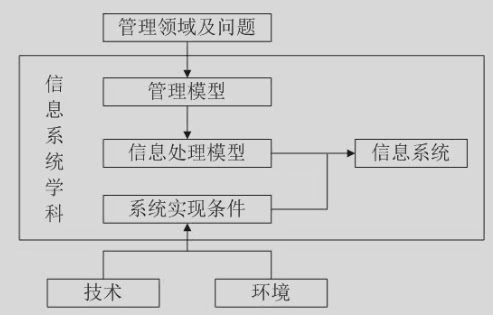 管理领域及问题
信息系统学科
管理模型
信息处理模型
信息系统
系统实现条件
技术
环境